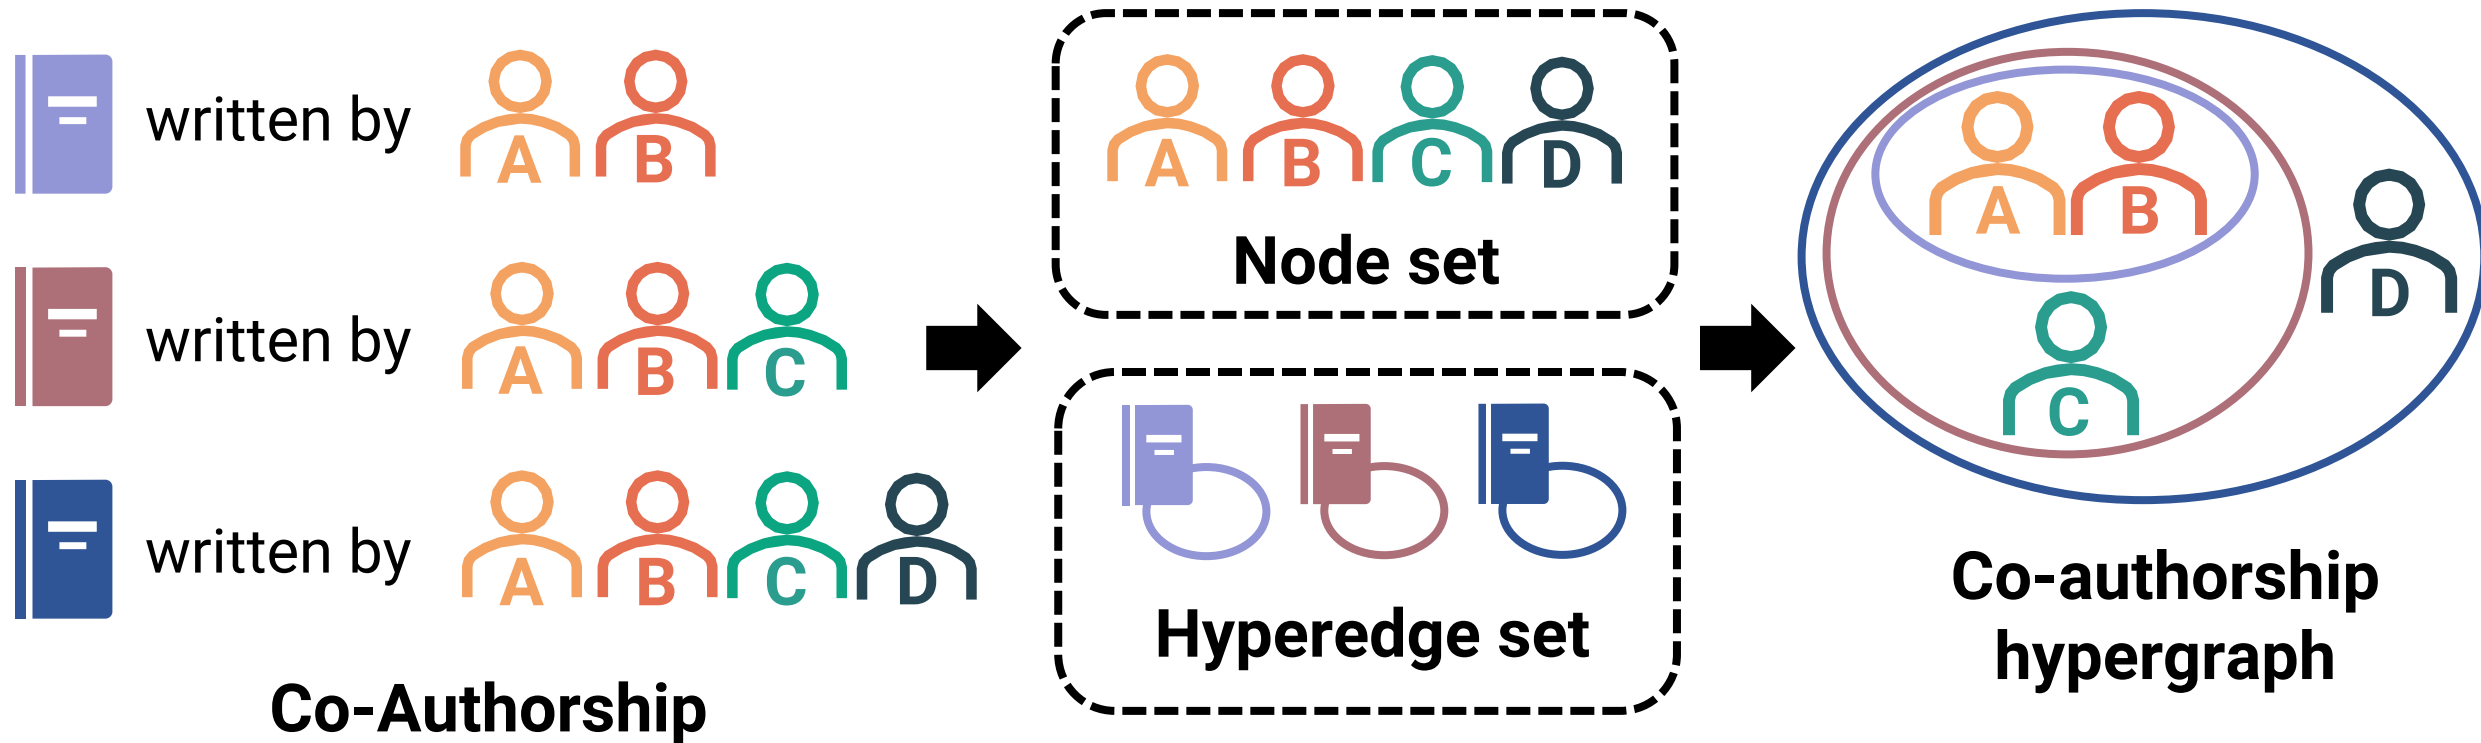 written by A B
written by A B C
written by A B C D
Co-Authorship
A B C D
Node set
Hyperedge set
A B
C
D
Co-authorship
hypergraph